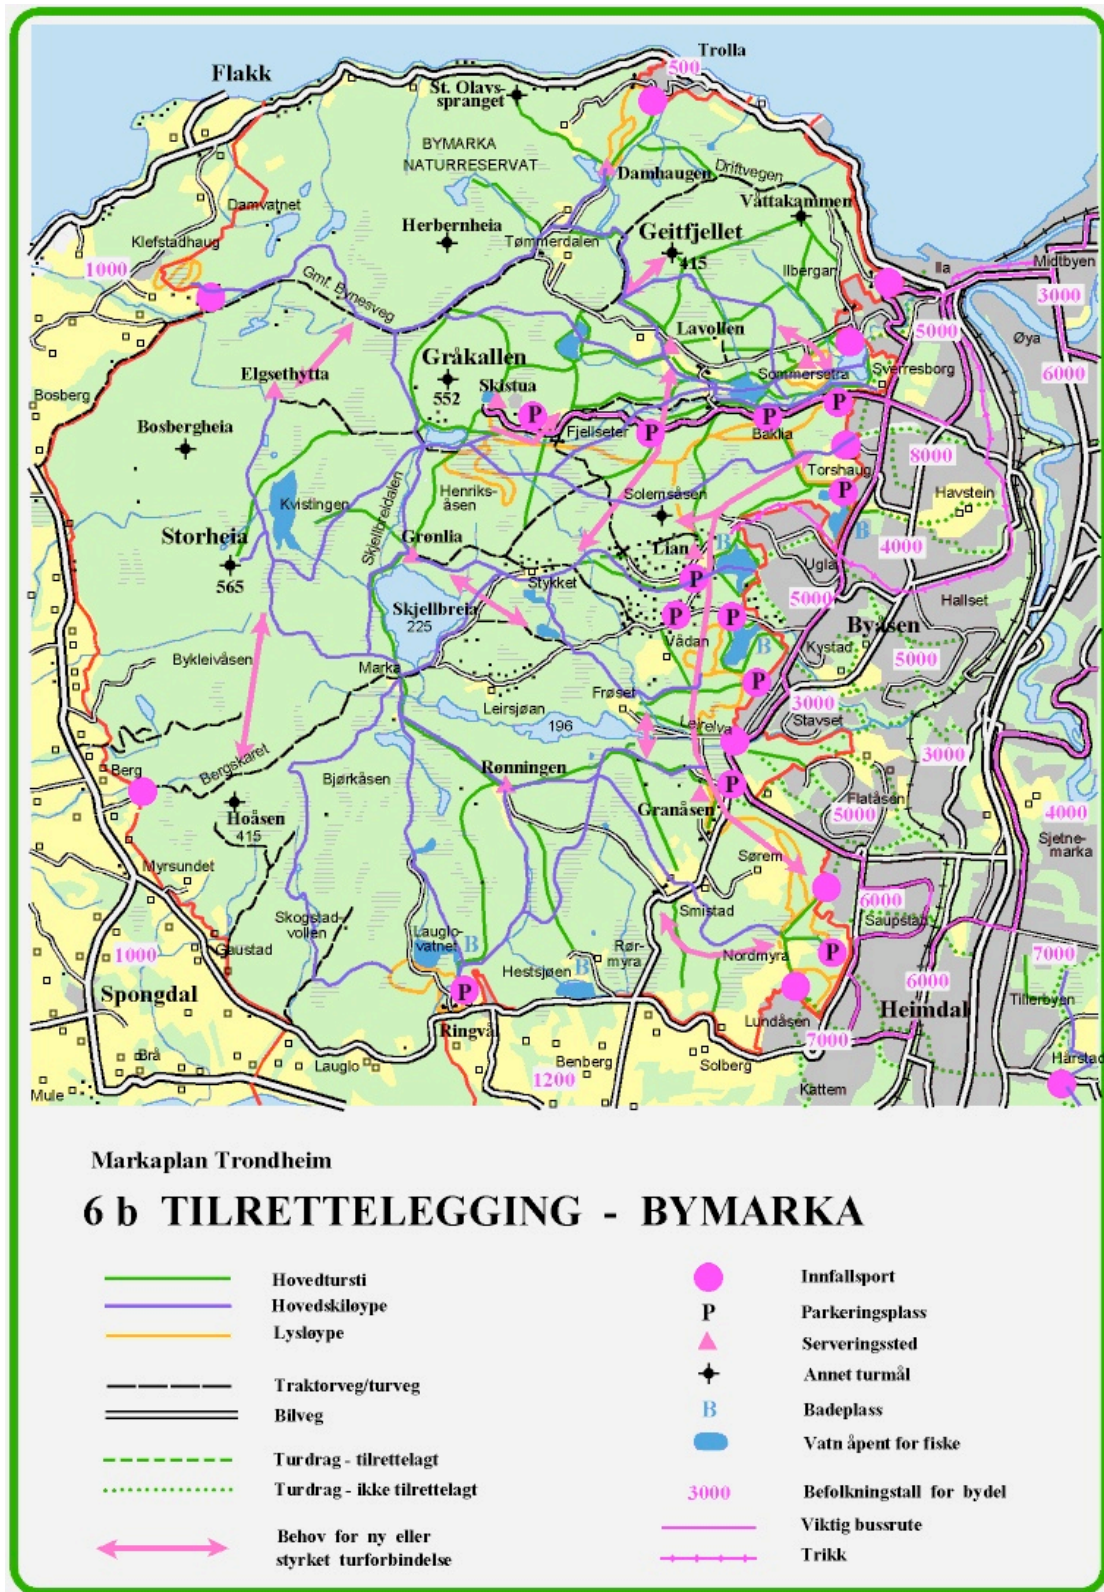 Trolla
500
Flakk
St. Olavs-
spranget
BYMARKA
NATURRESERVAT
Damhaugen
Driftvegen
Våttakammen
Damvatnet
Herbernheia
Tømmerdalen
Geitfjellet
415
Klefstadhaug
1000
Gml. Bynesveg
Ilbergan
Ila
Midtbyen
3000
5000
Øya
Lavollen
6000
Gråkallen
552
Skistua
Elgsethytta
Sommersetra
Sverresborg
Bosberg
Bosbergheia
P
P
P
P
Fjellseter
Baklia
8000
Torshaug
P
Havstein
Kvistingen
Henriks-
åsen
Solemsåsen
Skjelbreidalen
Storheia
565
Grønlia
Lian
B
B
4000
Ugla
Stykket
P
5000
Hallset
Skjellbreia
225
P
P
Vådan
B
Byåsen
Kystad
5000
Bykleivåsen
Marka
Frøset
P
3000
Leirsjøan
196
Leirelva
Stavset
3000
Bergskaret
Berg
Bjørkåsen
Rønningen
P
Granåsen
Flatåsen
5000
4000
Hoåsen
415
Sjetne-
marka
Myrsundet
Sørem
6000
Saupstad
Smistad
Skogstad-
vollen
Lauglo-
vatnet
B
Rør-
myra
Nordmyra
P
Gaustad
1000
Hestsjøen
B
7000
6000
Spongdal
P
Tillerbyen
Heimdal
Lundåsen
Ringvål
7000
Brå
Lauglo
Benberg
Solberg
Hårstad
1200
Kattem
Mule
Markaplan Trondheim
6 b TILRETTELEGGING - BYMARKA
Hovedtursti
Hovedskiløype
Lysløype
Traktorveg/turveg
Bilveg
Turdrag - tilrettelagt
Turdrag - ikke tilrettelagt
Behov for ny eller
styrket turforbindelse
Innfallsport
P Parkeringsplass
Serveringssted
Annet turmål
B Badeplass
Vatn åpent for fiske
3000 Befolkningstall for bydel
Viktig bussrute
Trikk